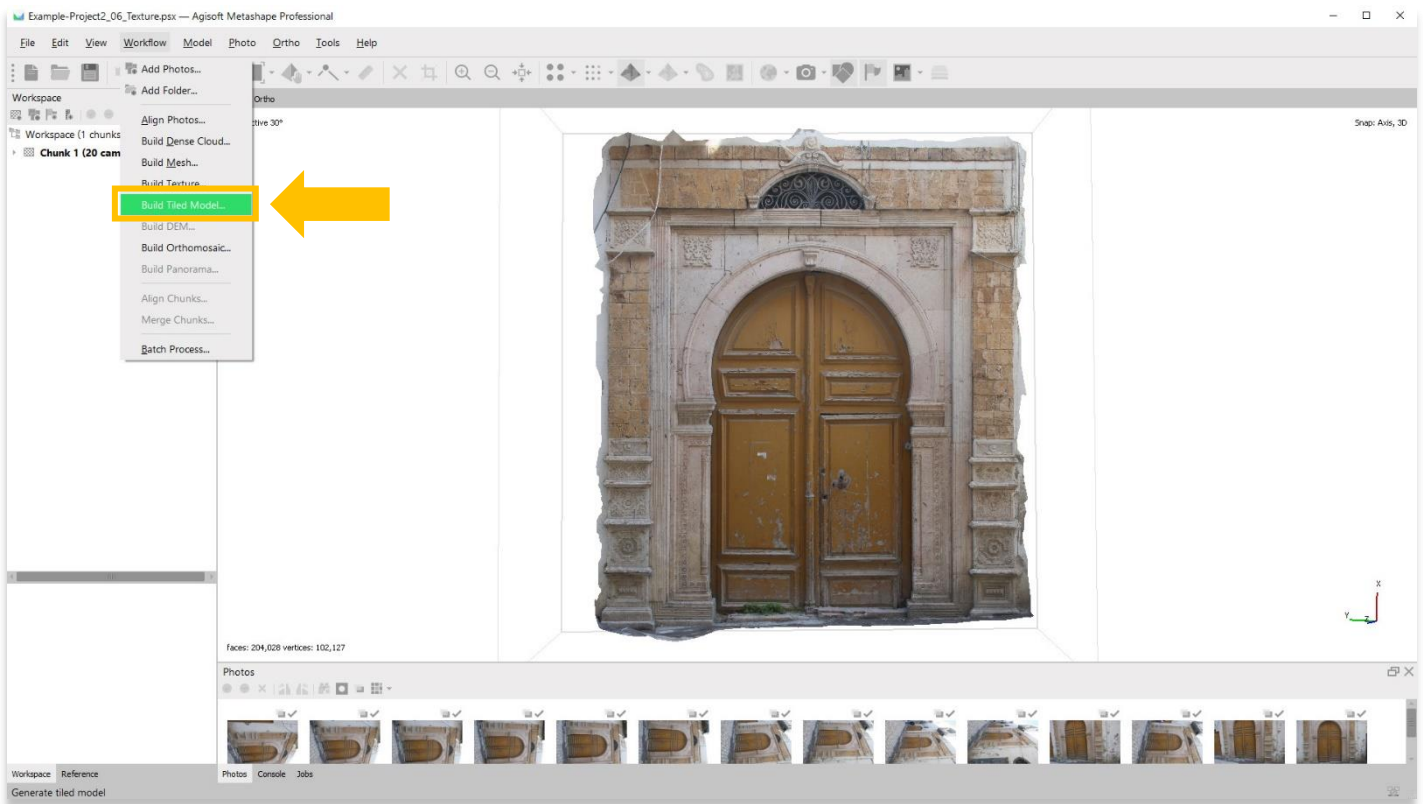 Example-Project2_06_Texture.psx — Agisoft Metashape Professional
File Edit View Workflow Model Photo Ortho Tools Help
Add Photos...
Add Folder...
Align Photos...
Build Dense Cloud...
Build Mesh...
Build Texture
Build Tiled Model...
Build DEM...
Build Orthomosaic...
Build Panorama...
Align Chunks...
Merge Chunks...
Batch Process...
Workspace
Workspace (1 chunks
Chunk 1 (20 cam
Ortho
ctive 30°
Snap: Axis, 3D
X
Y
Z
faces: 204,028 vertices: 102,127
Photos
Workspace Reference
Photos Console Jobs
Generate tiled model